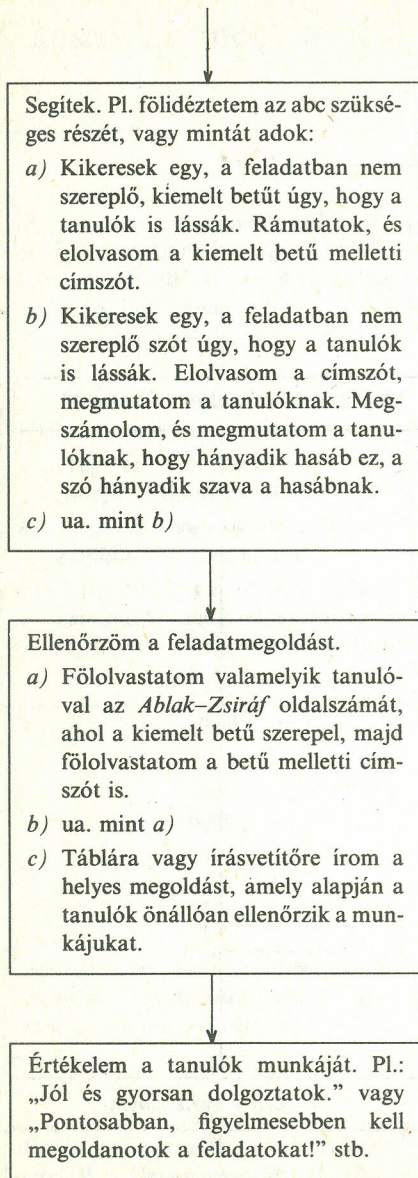 Segítek. Pl. fölidéztetem az abc szüksé-
ges részét, vagy mintát adok:
a) Kikeresek egy, a feladatban nem
szereplő, kiemelt betűt úgy, hogy a
tanulók is lássák. Rámutatok, és
elolvasom a kiemelt betű melletti
címszót.
b) Kikeresek egy, a feladatban nem
szereplő szót úgy, hogy a tanulók
is lássák. Elolvasom a címszót,
megmutatom a tanulóknak. Meg-
számolom, és megmutatom a tanu-
lóknak, hogy hányadik hasáb ez, a
szó hányadik szava a hasábnak.
c) ua. mint b)
Ellenőrzöm a feladatmegoldást.
a) Fölolvastatom valamelyik tanuló-
val az Ablak–Zsiráf oldalszámát,
ahol a kiemelt betű szerepel, majd
fölolvastatom a betű melletti cím-
szót is.
b) ua. mint a)
c) Táblára vagy írásvetítőre írom a
helyes megoldást, amely alapján a
tanulók önállóan ellenőrzik a mun-
kájukat.
Értékelem a tanulók munkáját. Pl.:
„Jól és gyorsan dolgoztatok.” vagy
„Pontosabban, figyelmesebben kell
megoldanotok a feladatokat!” stb.